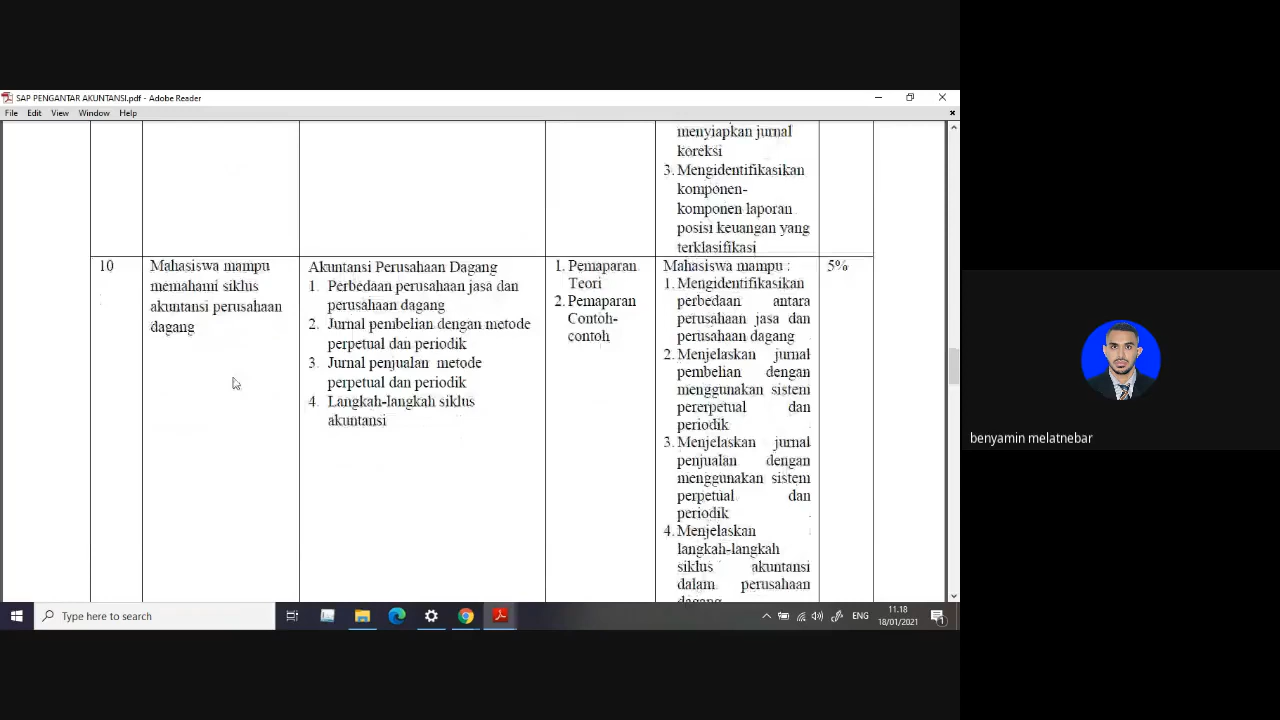 SAP PENGANTAR AKUNTANSI.pdf - Adobe Reader
File Edit View Window Help
menyiapkan jurnal
koreksi
3. Mengidentifikasikan
komponen-
komponen laporan
posisi keuangan yang
terklasifikasi
10
Mahasiswa mampu
memahami siklus
akuntansi perusahaan
dagang
Akuntansi Perusahaan Dagang
1. Perbedaan perusahaan jasa dan
perusahaan dagang
2. Jurnal pembelian dengan metode
perpetual dan periodik
3. Jurnal penjualan metode
perpetual dan periodik
4. Langkah-langkah siklus
akuntansi
1. Pemaparan
Teori
2. Pemaparan
Contoh-
contoh
Mahasiswa mampu :
1. Mengidentifikasikan
perbedaan antara
perusahaan jasa dan
perusahaan dagang
2. Menjelaskan jurnal
pembelian dengan
menggunakan sistem
pererpetual dan
periodik
3. Menjelaskan jurnal
penjualan dengan
menggunakan sistem
perpetual dan
periodik
4. Menjelaskan
langkah-langkah
siklus akuntansi
dalam perusahaan
dagang
5%
benyamin melatnebar
Type here to search
ENG
11.18
18/01/2021
1